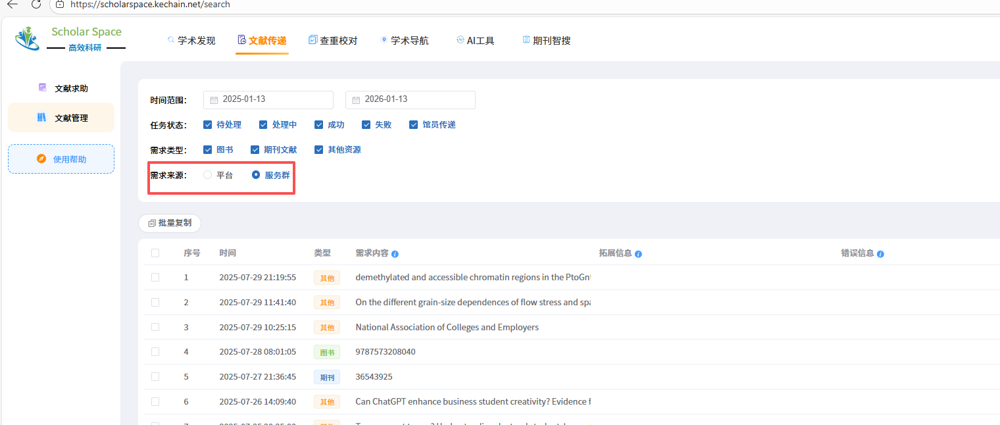 https://scholarspace.kechain.net/search
Scholar Space
高效科研
学术发现
文献传递
查重校对
学术导航
AI工具
期刊智搜
文献求助
文献管理
使用帮助
时间范围： 2025-01-13 2026-01-13
任务状态： 待处理 处理中 成功 失败 馆员传递
需求类型： 图书 期刊文献 其他资源
需求来源： 平台 服务群
批量复制
序号 时间 类型 需求内容 拓展信息 错误信息
1 2025-07-29 21:19:55 其他 demethylated and accessible chromatin regions in the PtoGn
2 2025-07-29 11:41:40 其他 On the different grain-size dependences of flow stress and spa
3 2025-07-29 10:25:15 其他 National Association of Colleges and Employers
4 2025-07-28 08:01:05 图书 9787573208040
5 2025-07-27 21:36:45 期刊 36543925
6 2025-07-26 14:09:40 其他 Can ChatGPT enhance business student creativity? Evidence f